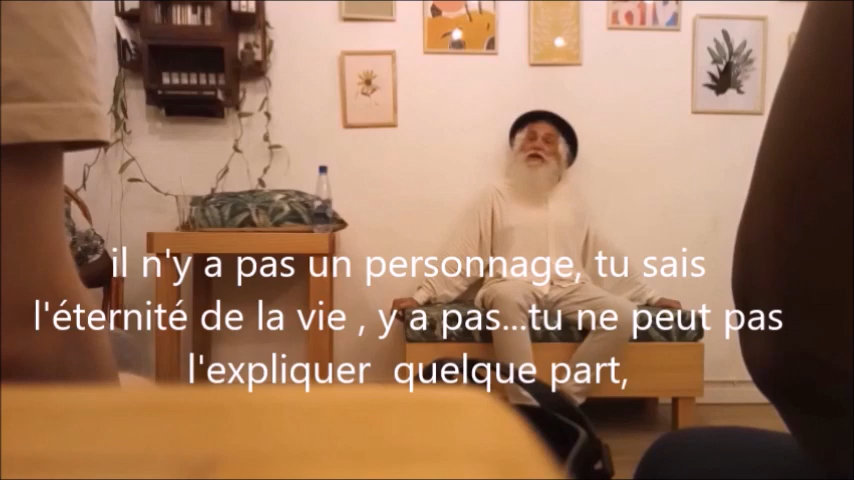 il n'y a pas un personnage, tu sais
l'éternité de la vie , y a pas...tu ne peut pas
l'expliquer  quelque part,